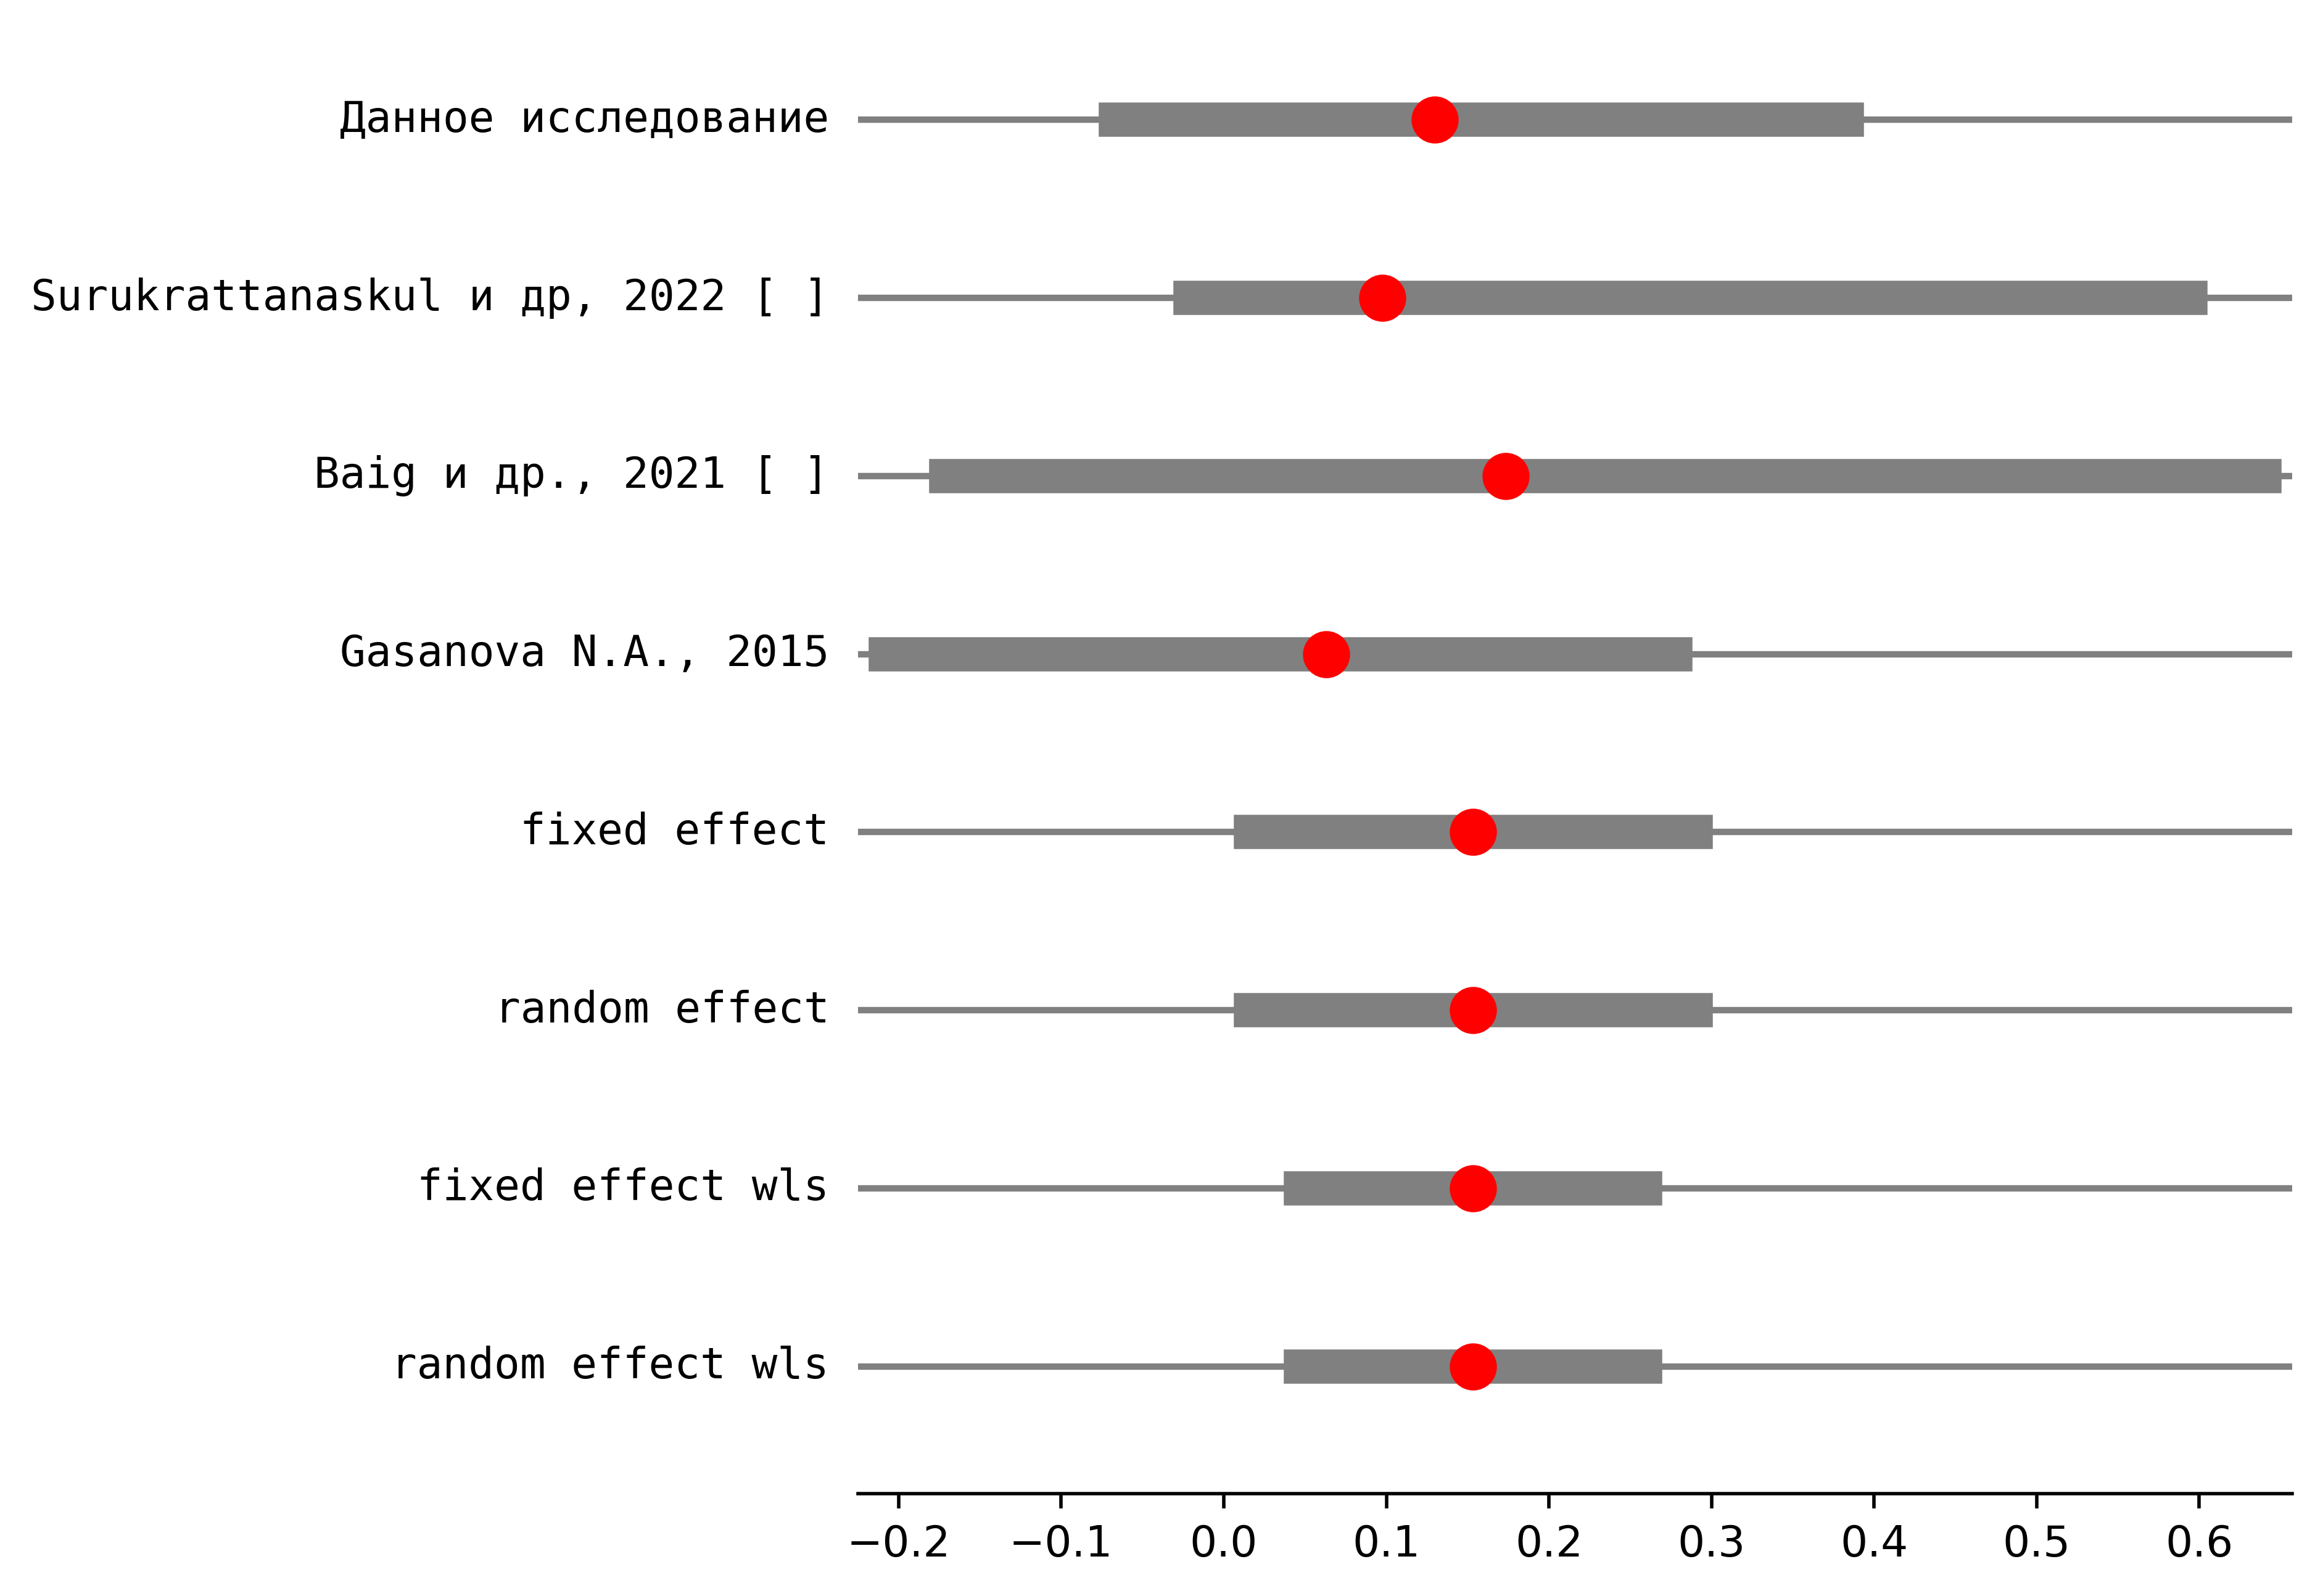 Данное исследование
Surukrattanaskul и др, 2022 [ ]
Baig и др., 2021 [ ]
Gasanova N.A., 2015
fixed effect
random effect
fixed effect wls
random effect wls
−0.2 −0.1 0.0 0.1 0.2 0.3 0.4 0.5 0.6